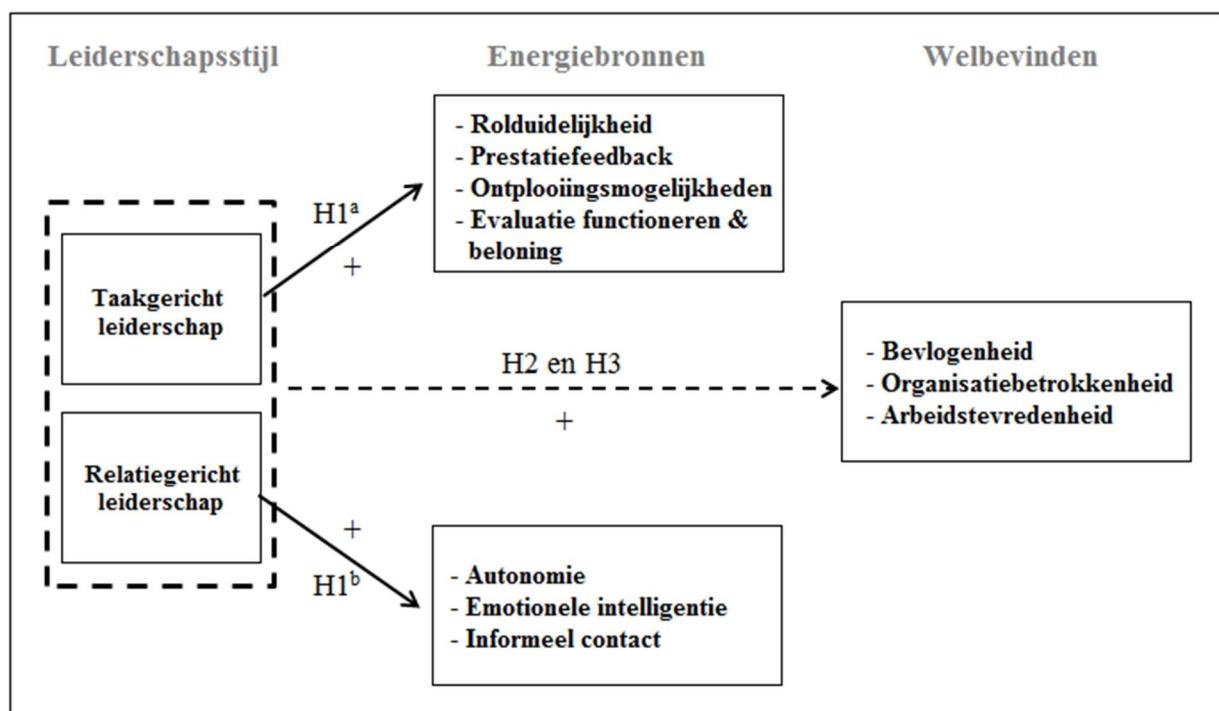 Leiderschapsstijl
Energiebronnen
Welbevinden
- Rolduidelijkheid
- Prestatiefeedback
- Ontplooiingsmogelijkheden
- Evaluatie functioneren &
beloning
H1ᵃ
+
Taakgericht
leiderschap
H2 en H3
+
- Bevlogenheid
- Organisatiebetrokkenheid
- Arbeidstevredenheid
Relatiegericht
leiderschap
+
H1ᵇ
- Autonomie
- Emotionele intelligentie
- Informeel contact